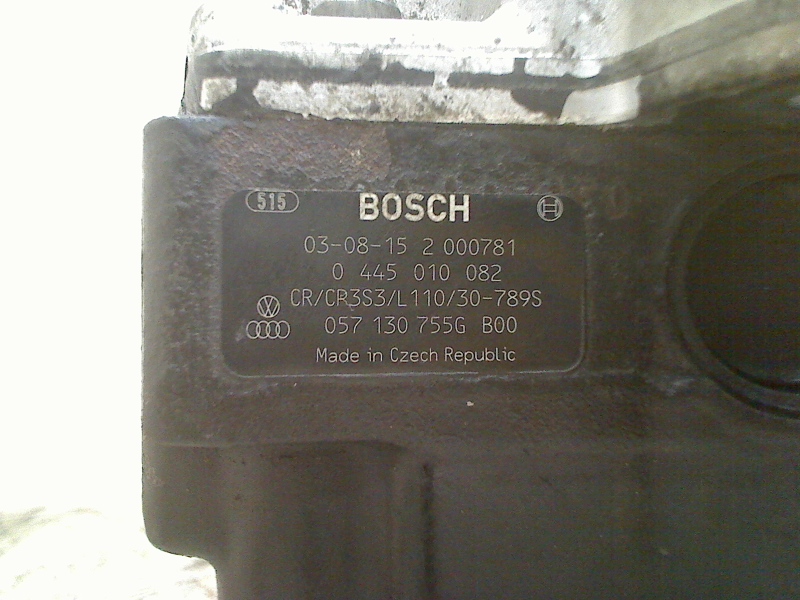 515
BOSCH
03-08-15 2 000781
0 445 010 082
CR/CP3S3/L110/30-789S
057 130 755G B00
Made in Czech Republic